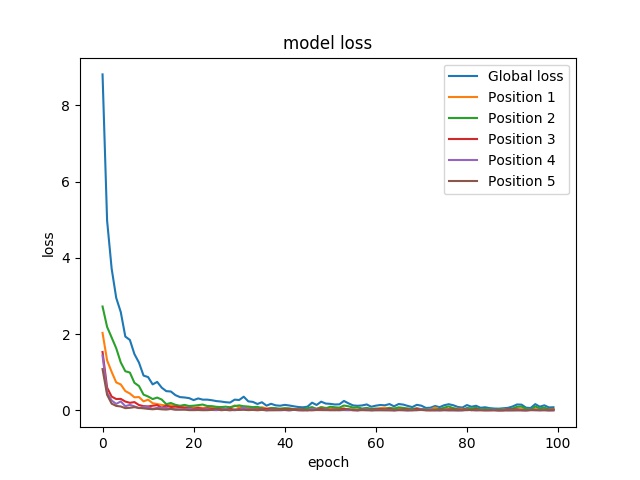 model loss
Global loss
Position 1
Position 2
Position 3
Position 4
Position 5
loss
8
6
4
2
0
0 20 40 60 80 100
epoch